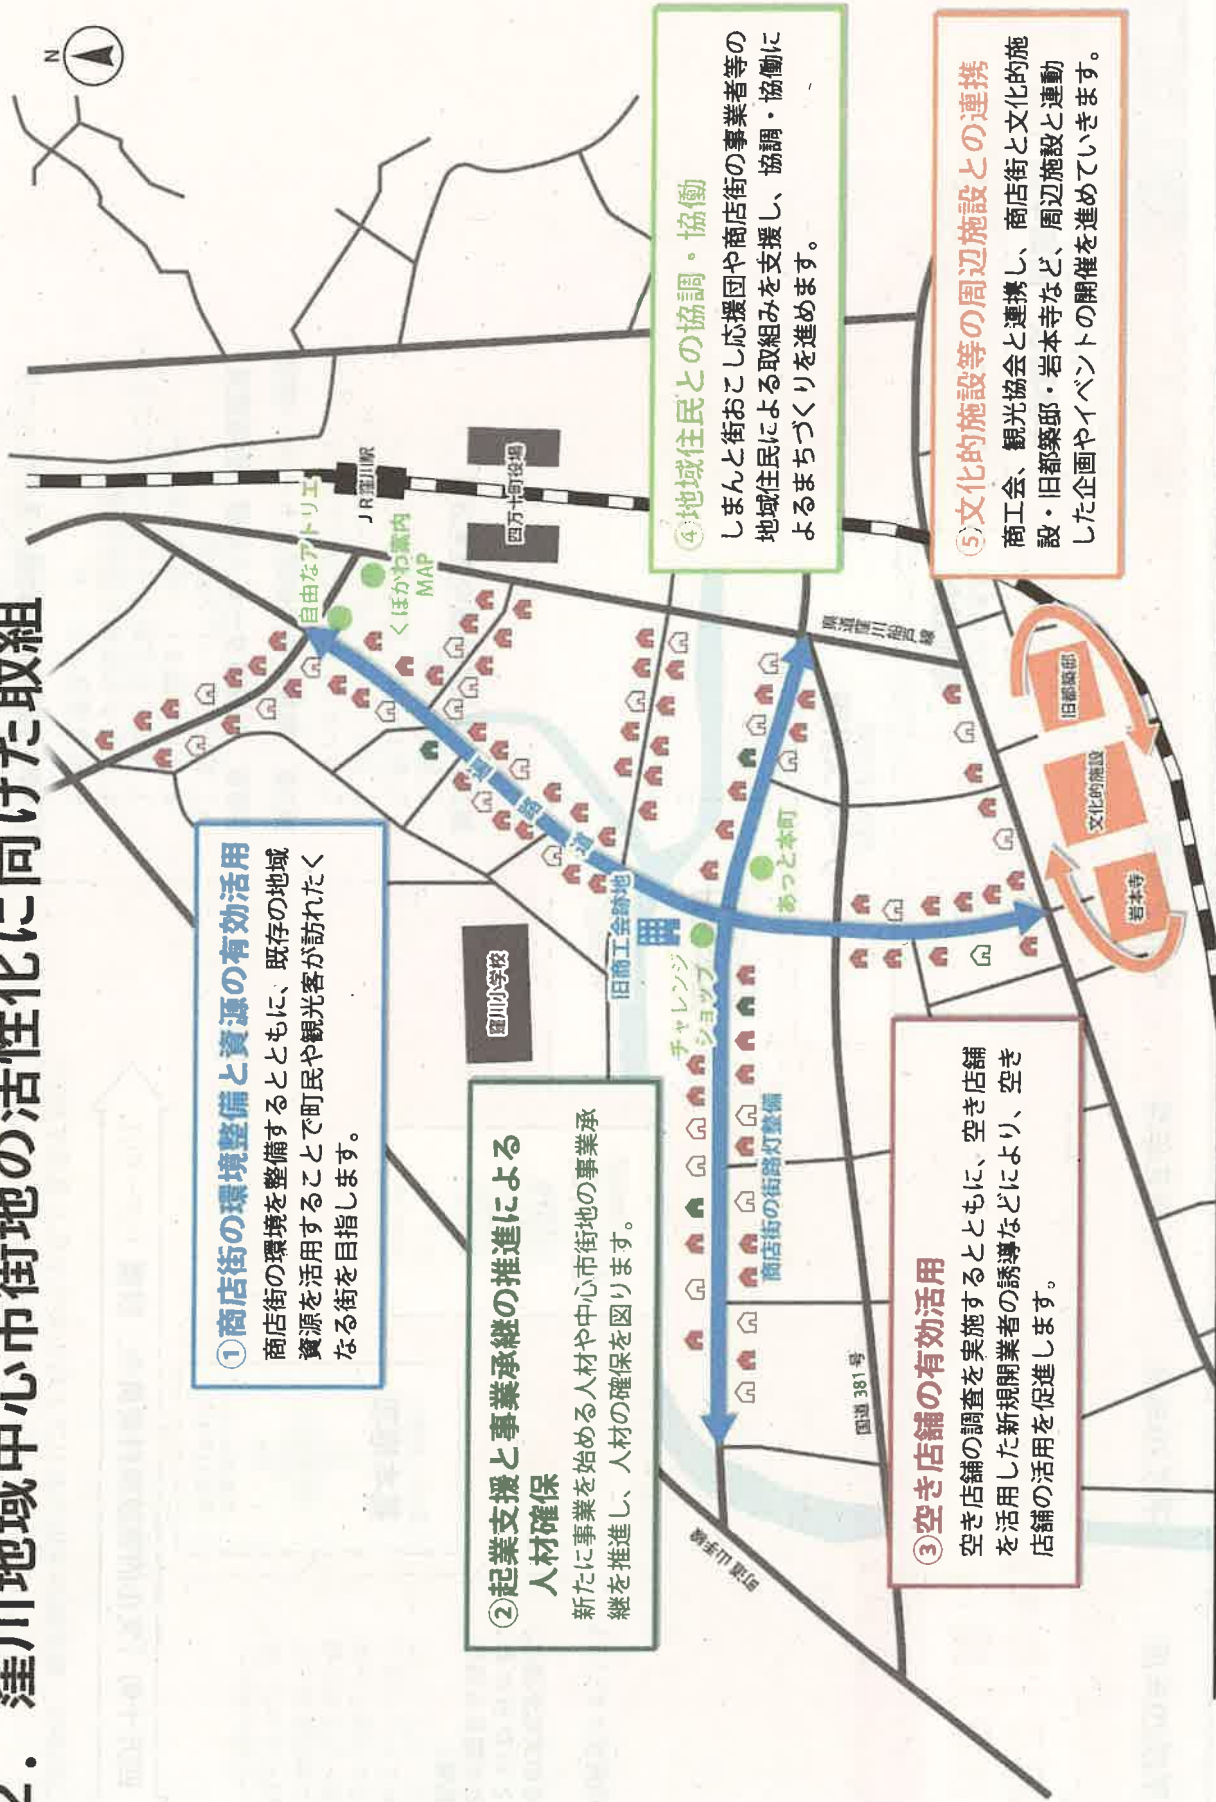 2. 窪川地域中心市街地の活性化に向けた取組
N
①商店街の環境整備と資源の有効活用
商店街の環境を整備するとともに、既存の地域
資源を活用することで町民や観光客が訪れたく
なる街を目指します。
②起業支援と事業承継の推進による
人材確保
新たに事業を始める人材や中心市街地の事業承
継を推進し、人材の確保を図ります。
③空き店舗の有効活用
空き店舗の調査を実施するとともに、空き店舗
を活用した新規開業者の誘導などにより、空き
店舗の活用を促進します。
④地域住民との協調・協働
しまんと街おこし応援団や商店街の事業者等の
地域住民による取組みを支援し、協調・協働に
よるまちづくりを進めます。
⑤文化的施設等の周辺施設との連携
商工会、観光協会と連携し、商店街と文化的施
設・旧都築邸・岩本寺など、周辺施設と連動
した企画やイベントの開催を進めていきます。
自由なアトリエ
JR窪川駅
くぼかわ案内
MAP
四万十町役場
窪川小学校
旧商工会跡地
チャレンジ
ショップ
あっと本町
商店街の街路灯整備
県道窪川船戸線
国道381号
町道山手線
岩本寺
文化的施設
旧都築邸